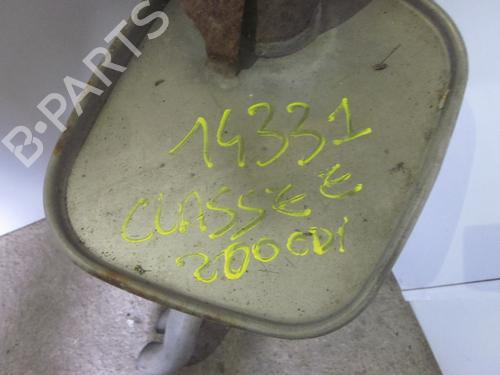 B-PARTS
14331
CLASSE E
200 CDI